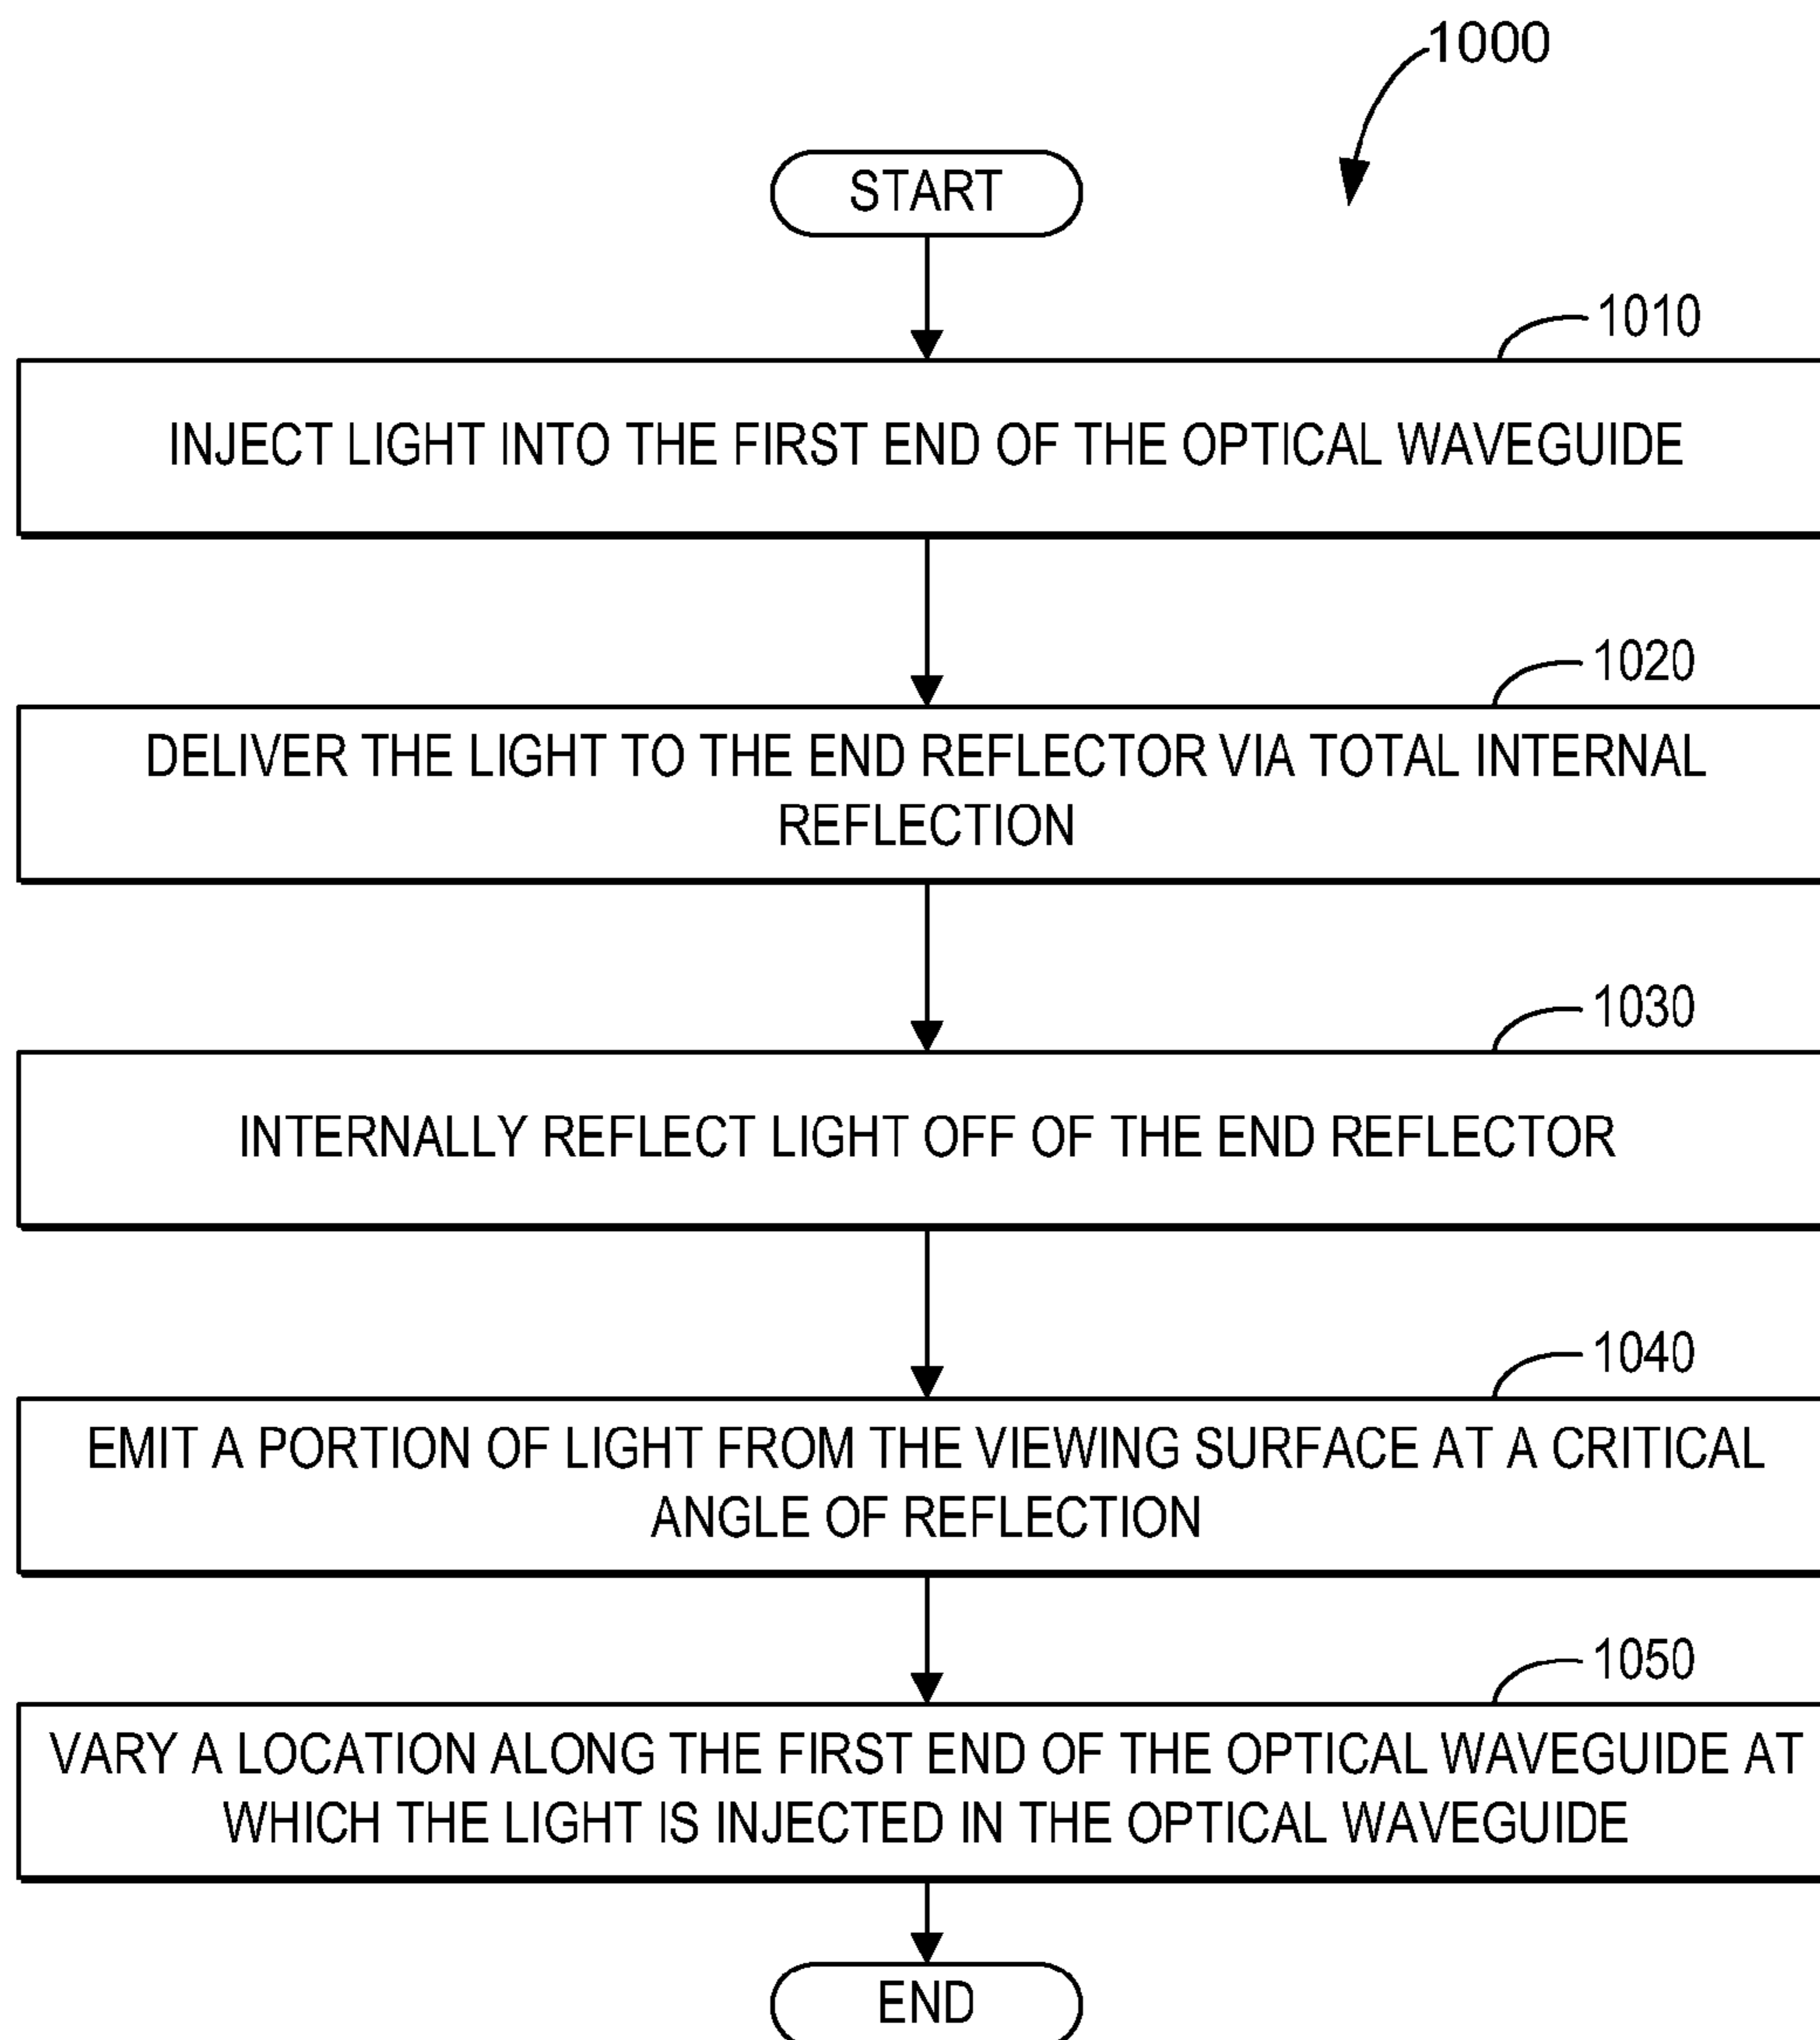 1000
START
1010
INJECT LIGHT INTO THE FIRST END OF THE OPTICAL WAVEGUIDE
1020
DELIVER THE LIGHT TO THE END REFLECTOR VIA TOTAL INTERNAL
REFLECTION
1030
INTERNALLY REFLECT LIGHT OFF OF THE END REFLECTOR
1040
EMIT A PORTION OF LIGHT FROM THE VIEWING SURFACE AT A CRITICAL
ANGLE OF REFLECTION
1050
VARY A LOCATION ALONG THE FIRST END OF THE OPTICAL WAVEGUIDE AT
WHICH THE LIGHT IS INJECTED IN THE OPTICAL WAVEGUIDE
END